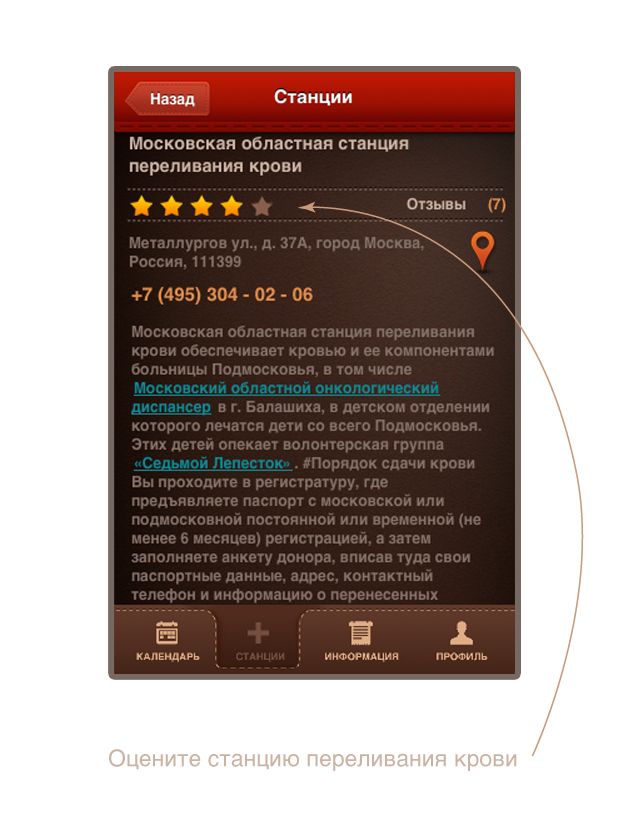 Назад
Станции
Московская областная станция
переливания крови
Отзывы (7)
Металлургов ул., д. 37А, город Москва,
Россия, 111399
+7 (495) 304 - 02 - 06
Московская областная станция переливания
крови обеспечивает кровью и ее компонентами
больницы Подмосковья, в том числе
Московский областной онкологический
диспансер в г. Балашиха, в детском отделении
которого лечатся дети со всего Подмосковья.
Этих детей опекает волонтерская группа
«Седьмой Лепесток» . #Порядок сдачи крови
Вы проходите в регистратуру, где
предъявляете паспорт с московской или
подмосковной постоянной или временной (не
менее 6 месяцев) регистрацией, а затем
заполняете анкету донора, вписав туда свои
паспортные данные, адрес, контактный
телефон и информацию о перенесенных
КАЛЕНДАРЬ
СТАНЦИИ
ИНФОРМАЦИЯ
ПРОФИЛЬ
Оцените станцию переливания крови